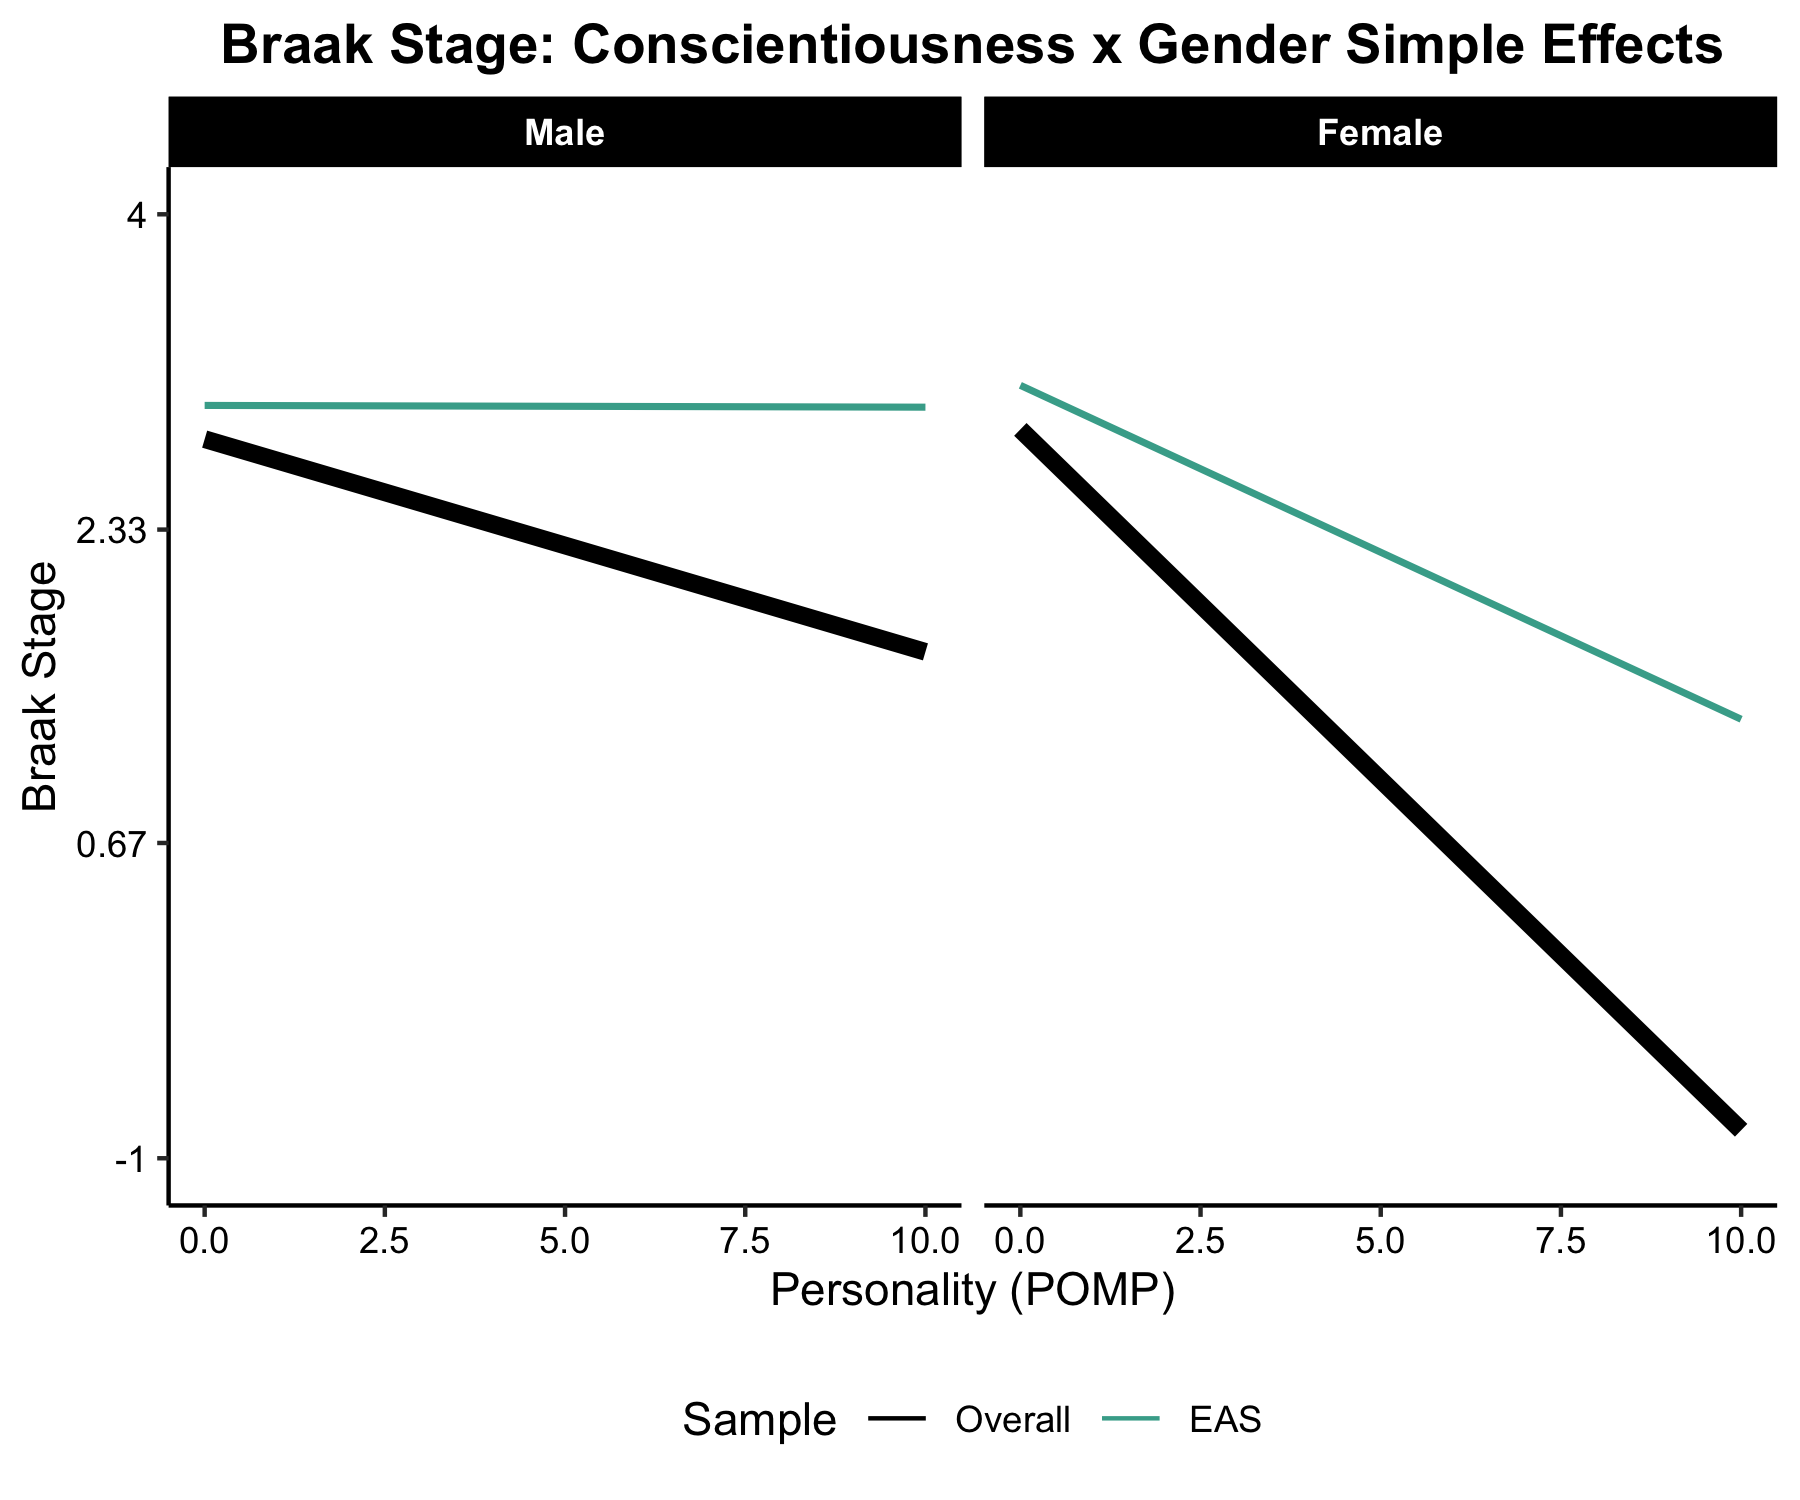 Braak Stage: Conscientiousness x Gender Simple Effects
Male
Female
4
2.33
0.67
-1
Braak Stage
0.0 2.5 5.0 7.5 10.0
0.0 2.5 5.0 7.5 10.0
Personality (POMP)
Sample Overall EAS